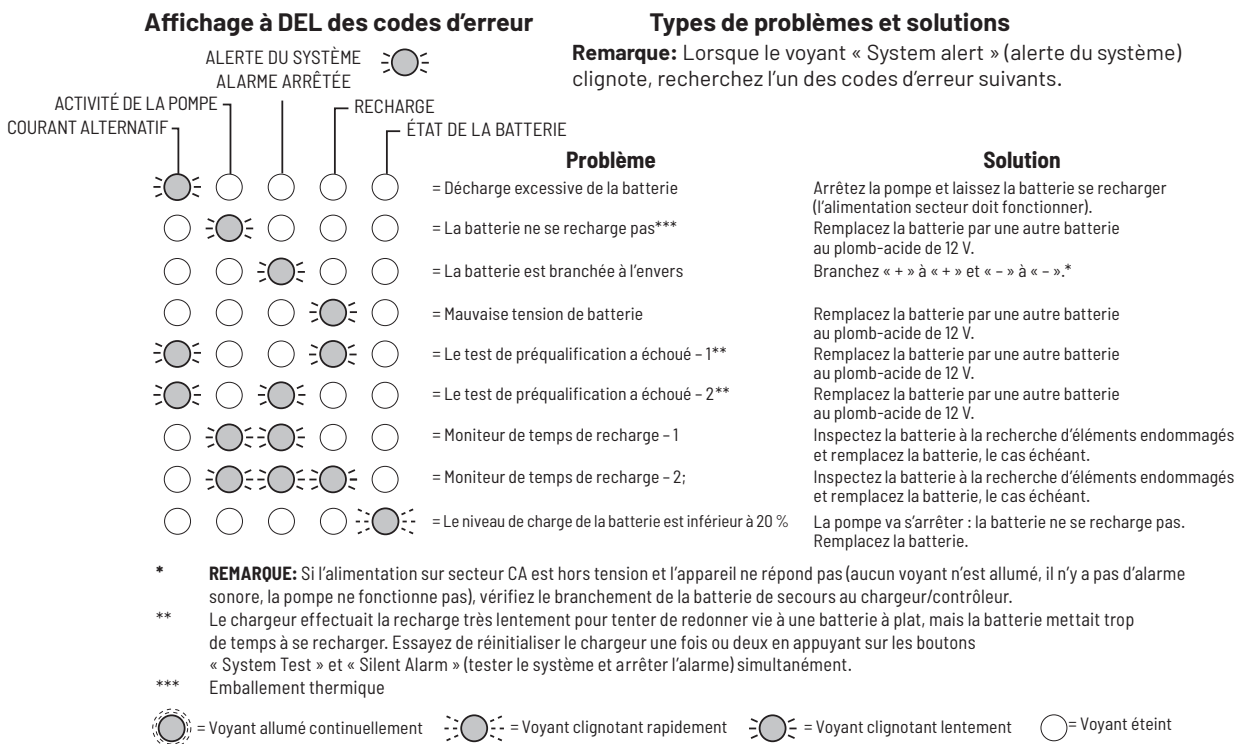 Affichage à DEL des codes d'erreur
Types de problèmes et solutions
ALERTE DU SYSTÈME
ALARME ARRÊTÉE
ACTIVITÉ DE LA POMPE
RECHARGE
COURANT ALTERNATIF
ÉTAT DE LA BATTERIE
Remarque: Lorsque le voyant « System alert » (alerte du système)
clignote, recherchez l'un des codes d'erreur suivants.
Problème
Solution
= Décharge excessive de la batterie
Arrêtez la pompe et laissez la batterie se recharger
(l'alimentation secteur doit fonctionner).
= La batterie ne se recharge pas***
Remplacez la batterie par une autre batterie
au plomb-acide de 12 V.
= La batterie est branchée à l'envers
Branchez « + » à « + » et « – » à « – ».*
= Mauvaise tension de batterie
Remplacez la batterie par une autre batterie
au plomb-acide de 12 V.
= Le test de préqualification a échoué – 1**
Remplacez la batterie par une autre batterie
au plomb-acide de 12 V.
= Le test de préqualification a échoué – 2**
Remplacez la batterie par une autre batterie
au plomb-acide de 12 V.
= Moniteur de temps de recharge – 1
Inspectez la batterie à la recherche d'éléments endommagés
et remplacez la batterie, le cas échéant.
= Moniteur de temps de recharge – 2;
Inspectez la batterie à la recherche d'éléments endommagés
et remplacez la batterie, le cas échéant.
= Le niveau de charge de la batterie est inférieur à 20 %
La pompe va s'arrêter : la batterie ne se recharge pas.
Remplacez la batterie.
* REMARQUE: Si l'alimentation sur secteur CA est hors tension et l'appareil ne répond pas (aucun voyant n'est allumé, il n'y a pas d'alarme
sonore, la pompe ne fonctionne pas), vérifiez le branchement de la batterie de secours au chargeur/contrôleur.
** Le chargeur effectuait la recharge très lentement pour tenter de redonner vie à une batterie à plat, mais la batterie mettait trop
de temps à se recharger. Essayez de réinitialiser le chargeur une fois ou deux en appuyant sur les boutons
« System Test » et « Silent Alarm » (tester le système et arrêter l'alarme) simultanément.
*** Emballement thermique
= Voyant allumé continuellement
= Voyant clignotant rapidement
= Voyant clignotant lentement
= Voyant éteint